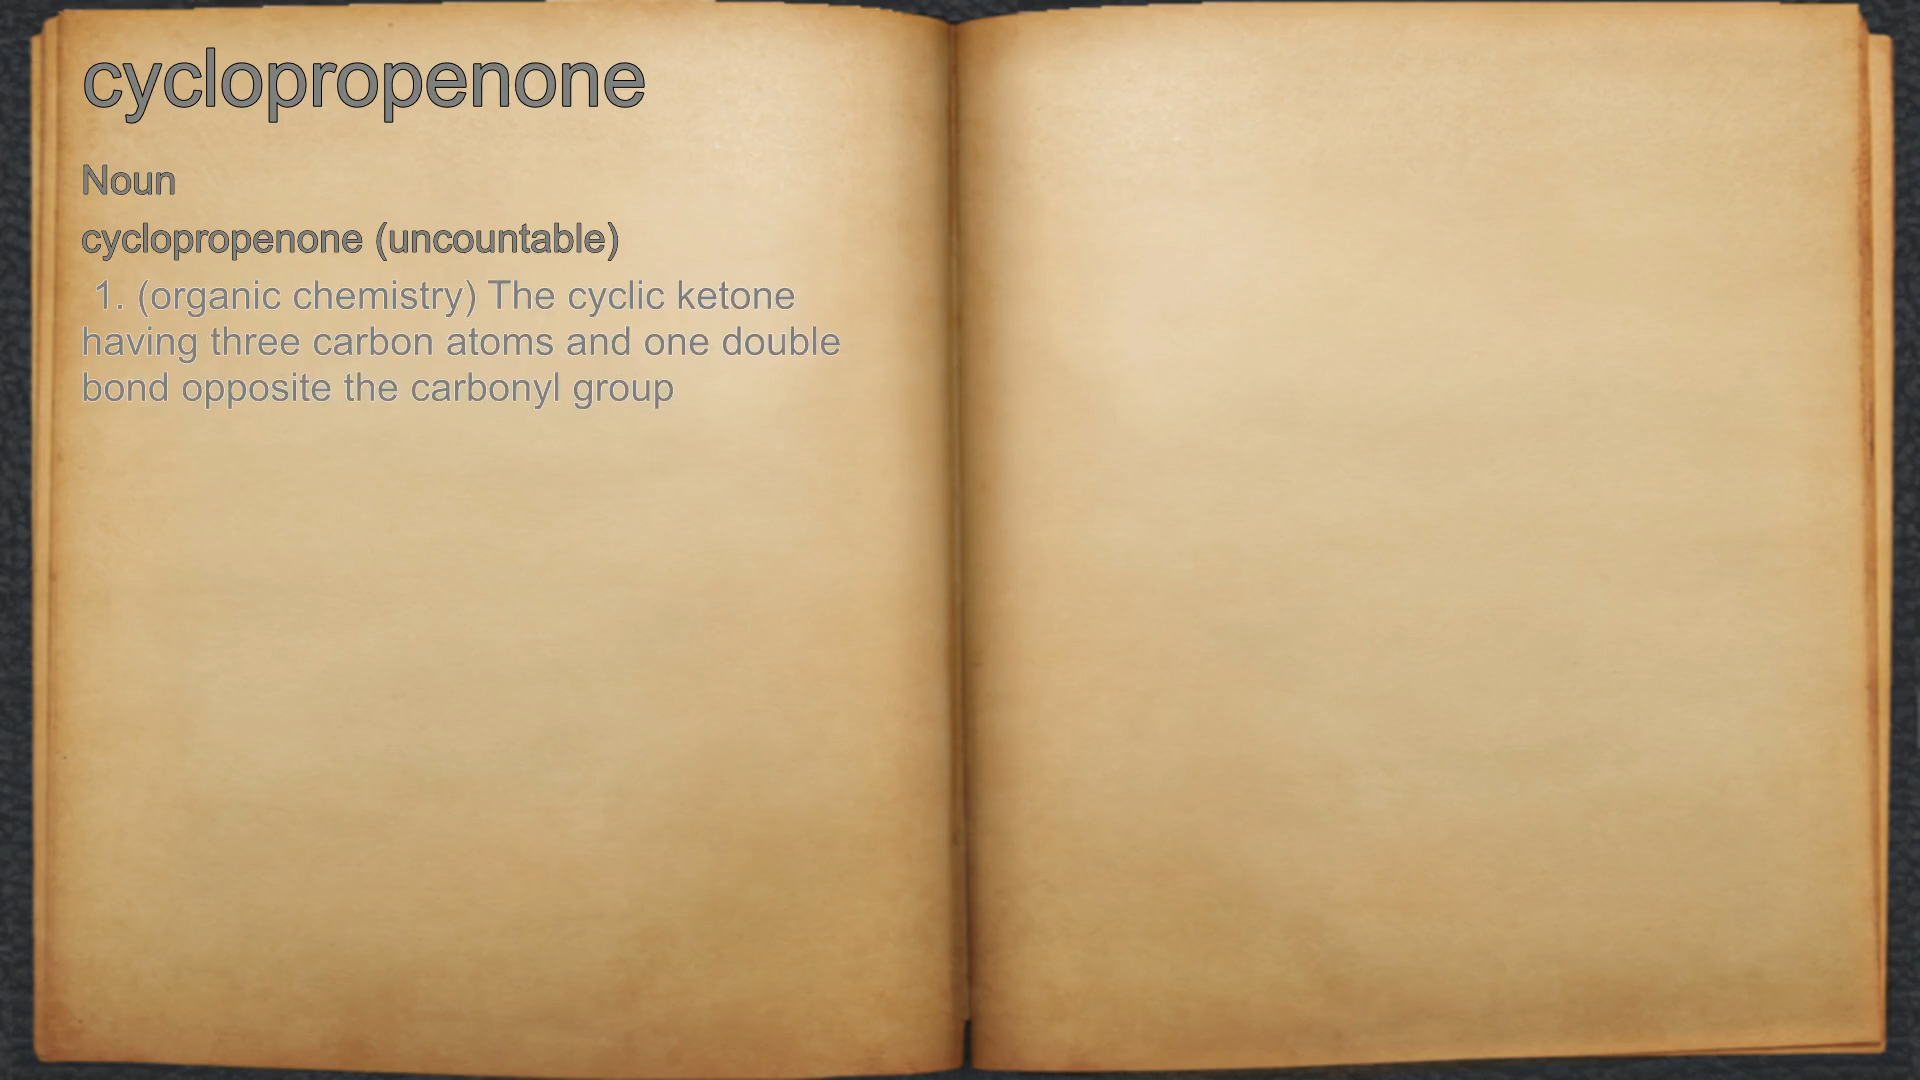 cyclopropenone
Noun
cyclopropenone (uncountable)
1. (organic chemistry) The cyclic ketone
having three carbon atoms and one double
bond opposite the carbonyl group